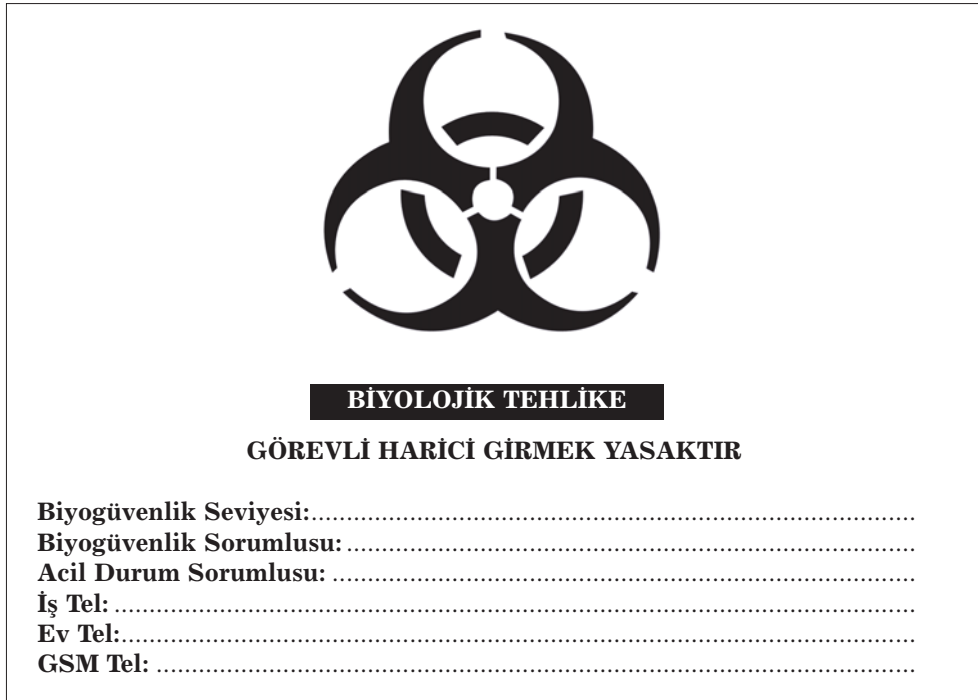 BİYOLOJİK TEHLİKE
GÖREVLİ HARİCİ GİRMEK YASAKTIR
Biyogüvenlik Seviyesi:....................................................................................
Biyogüvenlik Sorumlusu:...............................................................................
Acil Durum Sorumlusu: .................................................................................
İş Tel: ...............................................................................................................
Ev Tel:..............................................................................................................
GSM Tel: .........................................................................................................